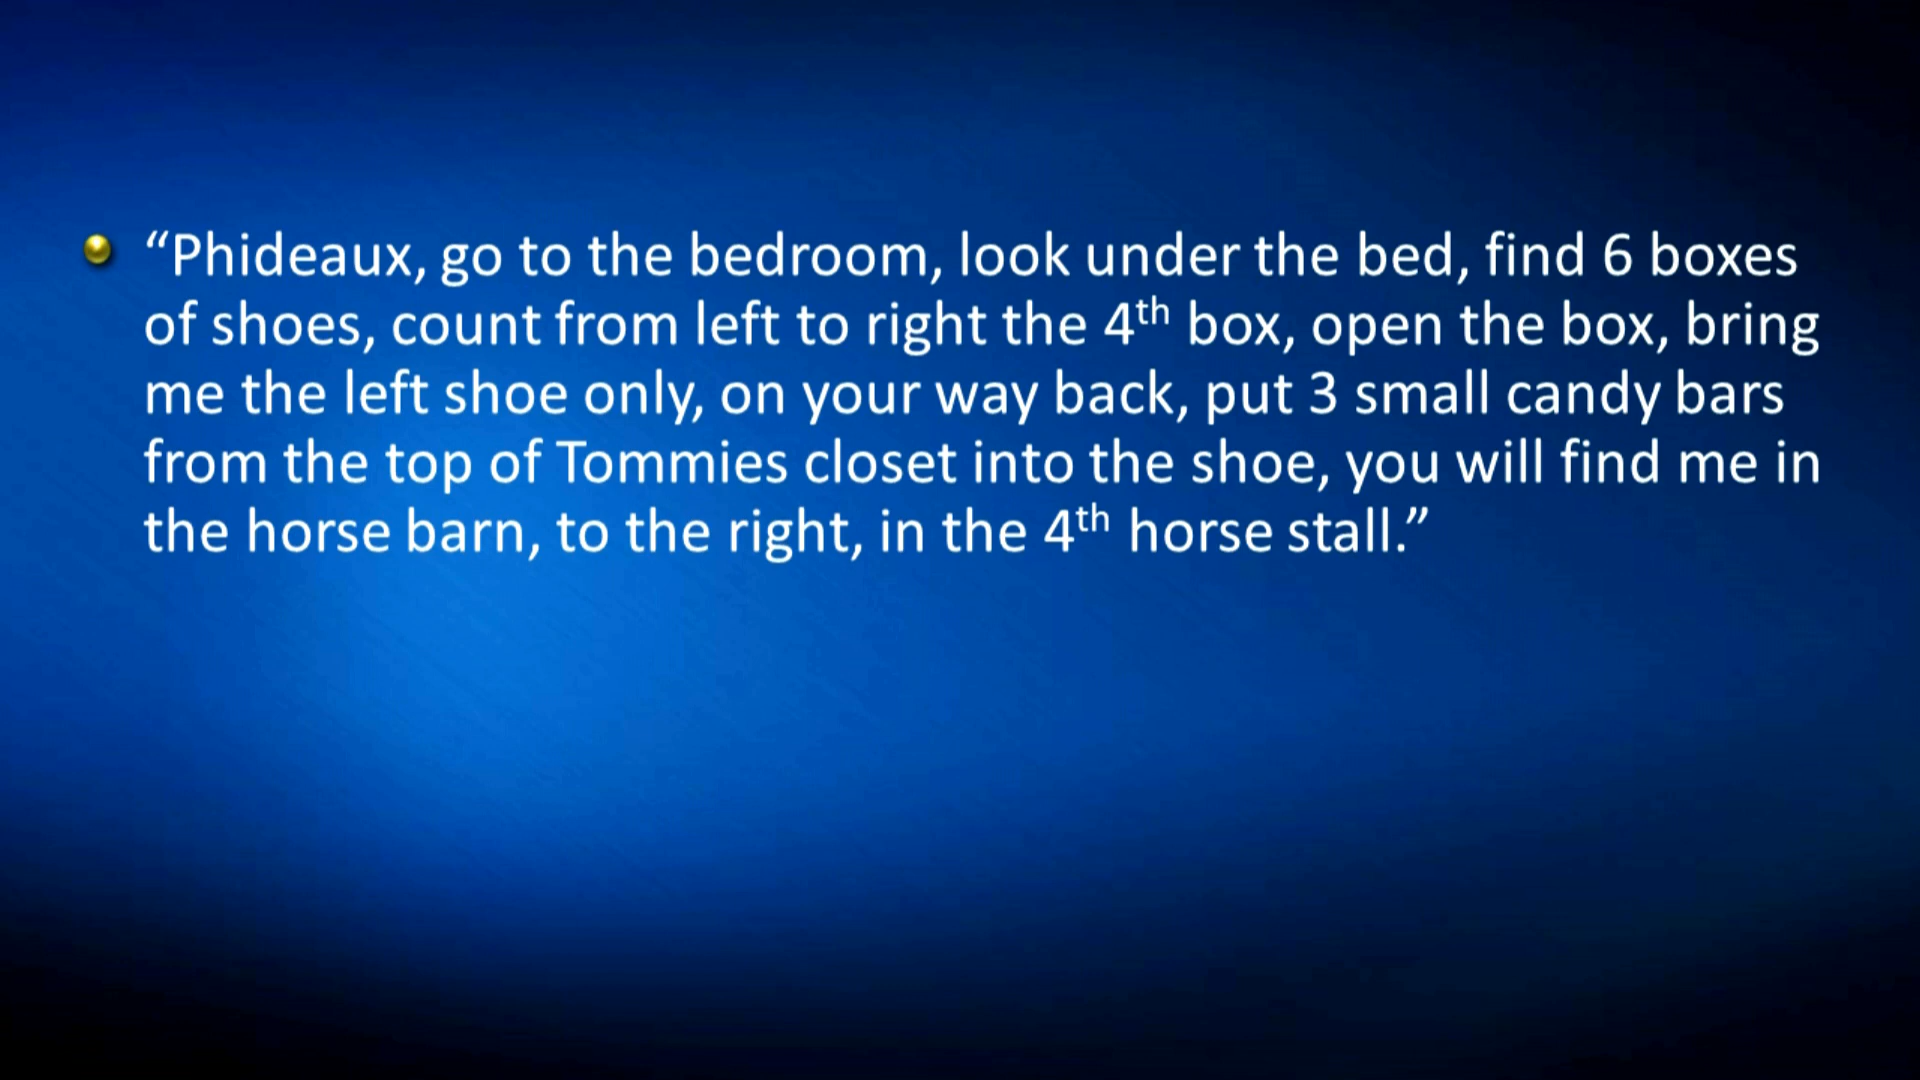 “Phideaux, go to the bedroom, look under the bed, find 6 boxes
of shoes, count from left to right the 4th box, open the box, bring
me the left shoe only, on your way back, put 3 small candy bars
from the top of Tommies closet into the shoe, you will find me in
the horse barn, to the right, in the 4th horse stall.”